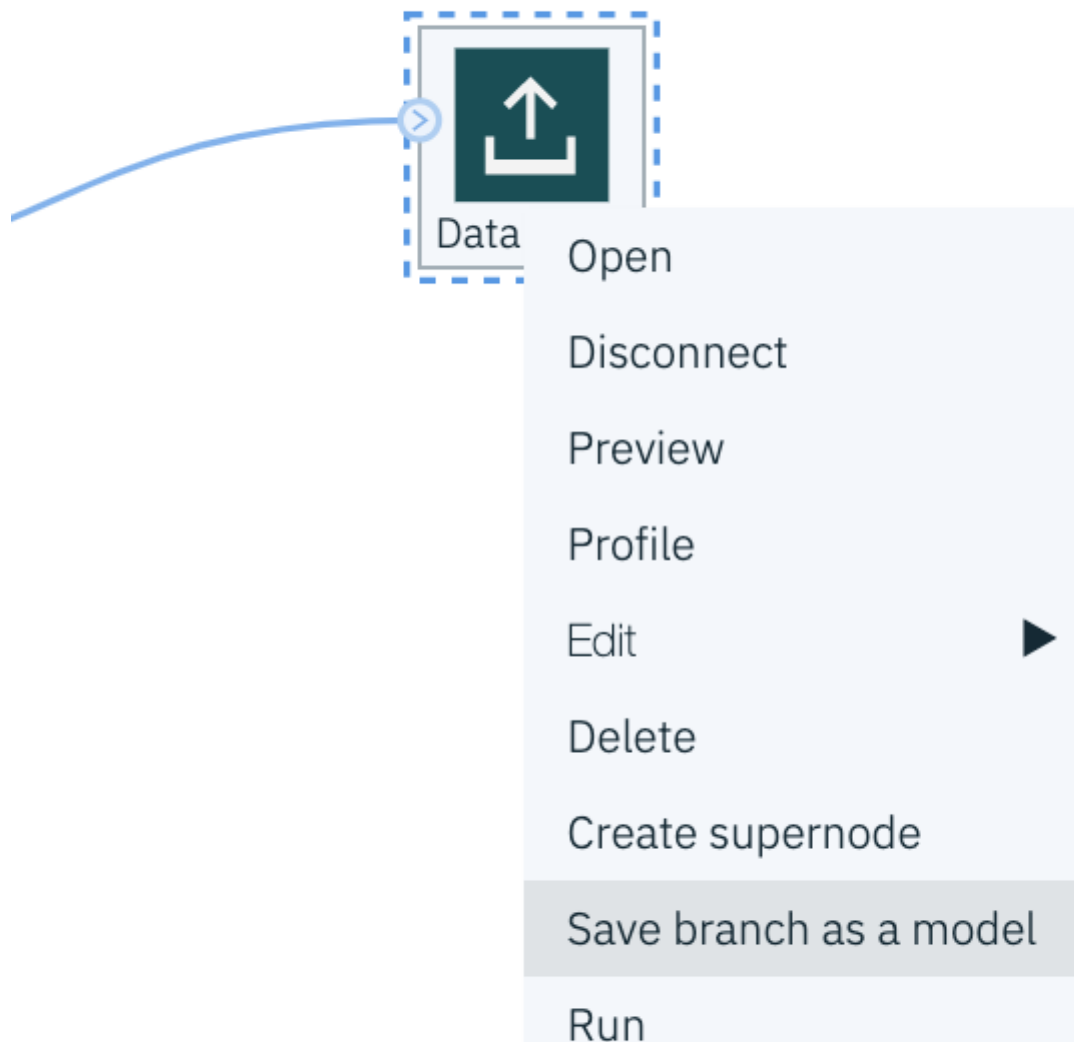 Data
Open
Disconnect
Preview
Profile
Edit
Delete
Create supernode
Save branch as a model
Run